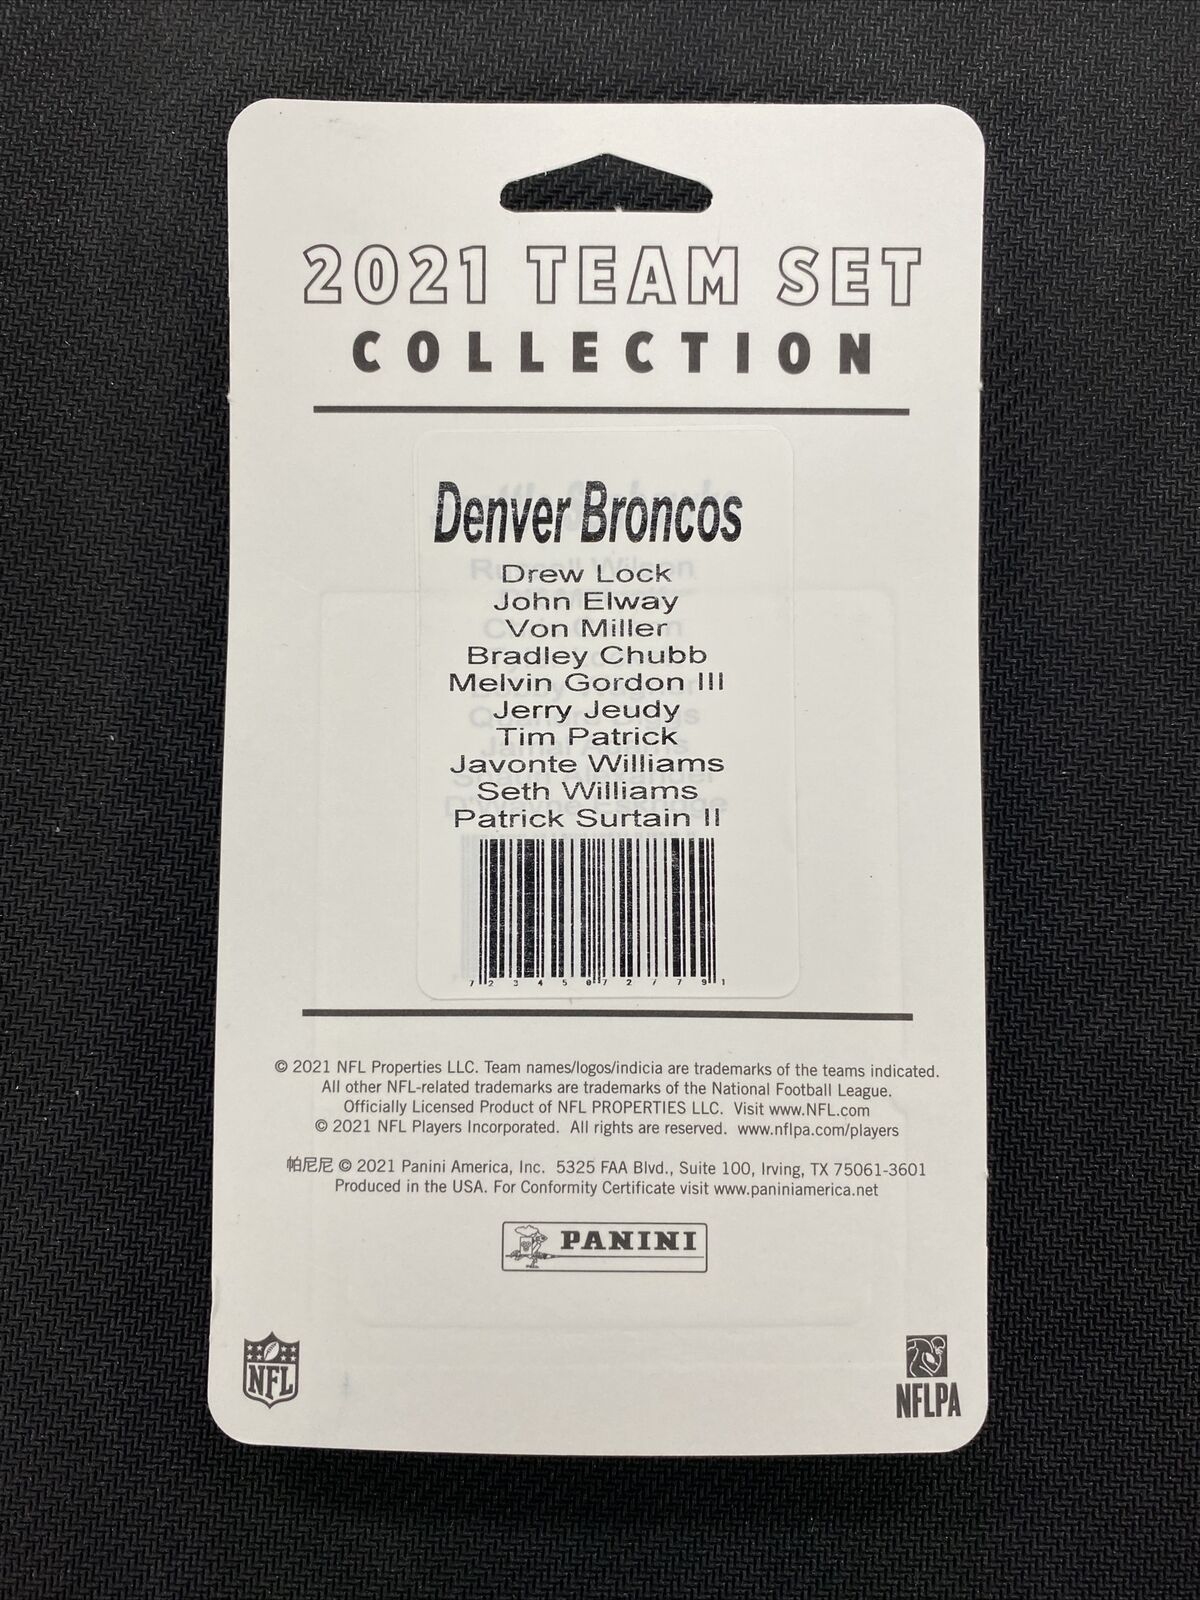 2021 TEAM SET
COLLECTION
Denver Broncos
Drew Lock
John Elway
Von Miller
Bradley Chubb
Melvin Gordon III
Jerry Jeudy
Tim Patrick
Javonte Williams
Seth Williams
Patrick Surtain II
7 23450 72779 1
© 2021 NFL Properties LLC. Team names/logos/indicia are trademarks of the teams indicated.
All other NFL-related trademarks are trademarks of the National Football League.
Officially Licensed Product of NFL PROPERTIES LLC. Visit www.NFL.com
© 2021 NFL Players Incorporated. All rights are reserved. www.nflpa.com/players
帕尼尼 © 2021 Panini America, Inc. 5325 FAA Blvd., Suite 100, Irving, TX 75061-3601
Produced in the USA. For Conformity Certificate visit www.paniniamerica.net
PANINI
NFL
NFLPA